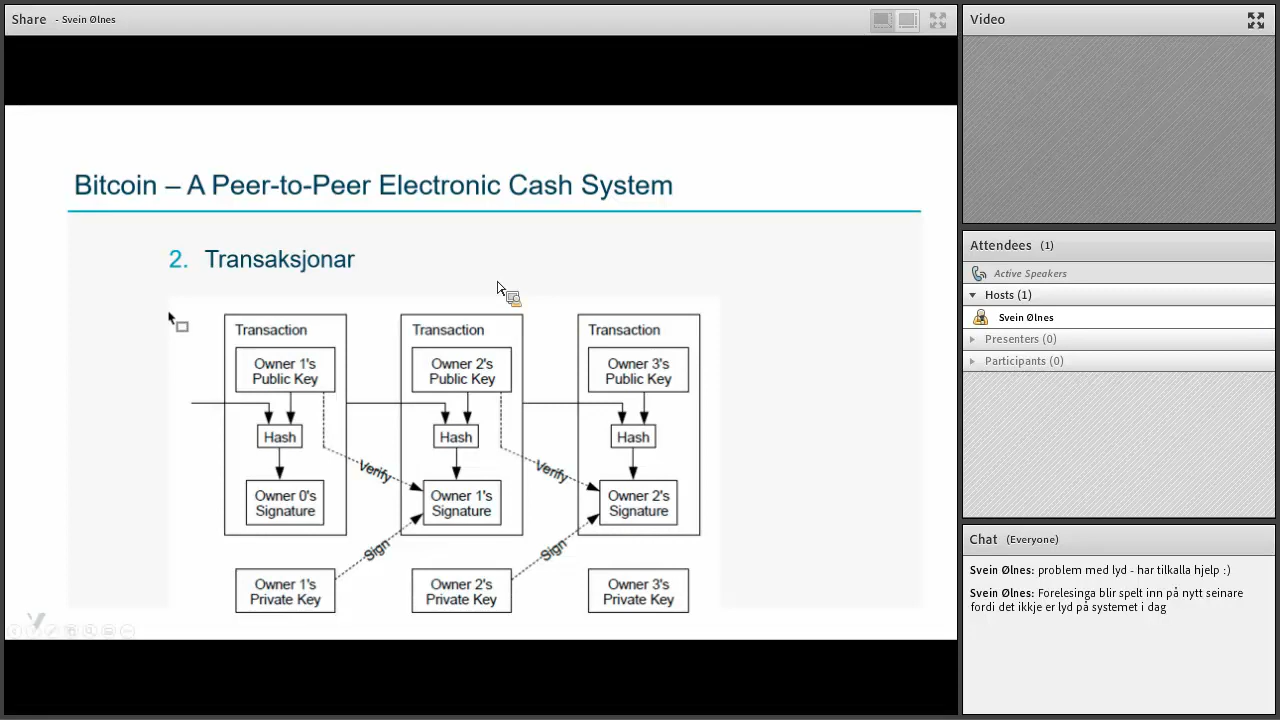 Share - Svein Ølnes
Bitcoin – A Peer-to-Peer Electronic Cash System
2. Transaksjonar
Transaction
Owner 1's
Public Key
Hash
Owner 0's
Signature
Transaction
Owner 2's
Public Key
Hash
Owner 1's
Signature
Transaction
Owner 3's
Public Key
Hash
Owner 2's
Signature
Verify
Verify
Sign
Sign
Owner 1's
Private Key
Owner 2's
Private Key
Owner 3's
Private Key
Video
Attendees (1)
Active Speakers
Hosts (1)
Svein Ølnes
Presenters (0)
Participants (0)
Chat (Everyone)
Svein Ølnes: problem med lyd - har tilkalla hjelp :)
Svein Ølnes: Forelesinga blir spelt inn på nytt seinare
fordi det ikkje er lyd på systemet i dag